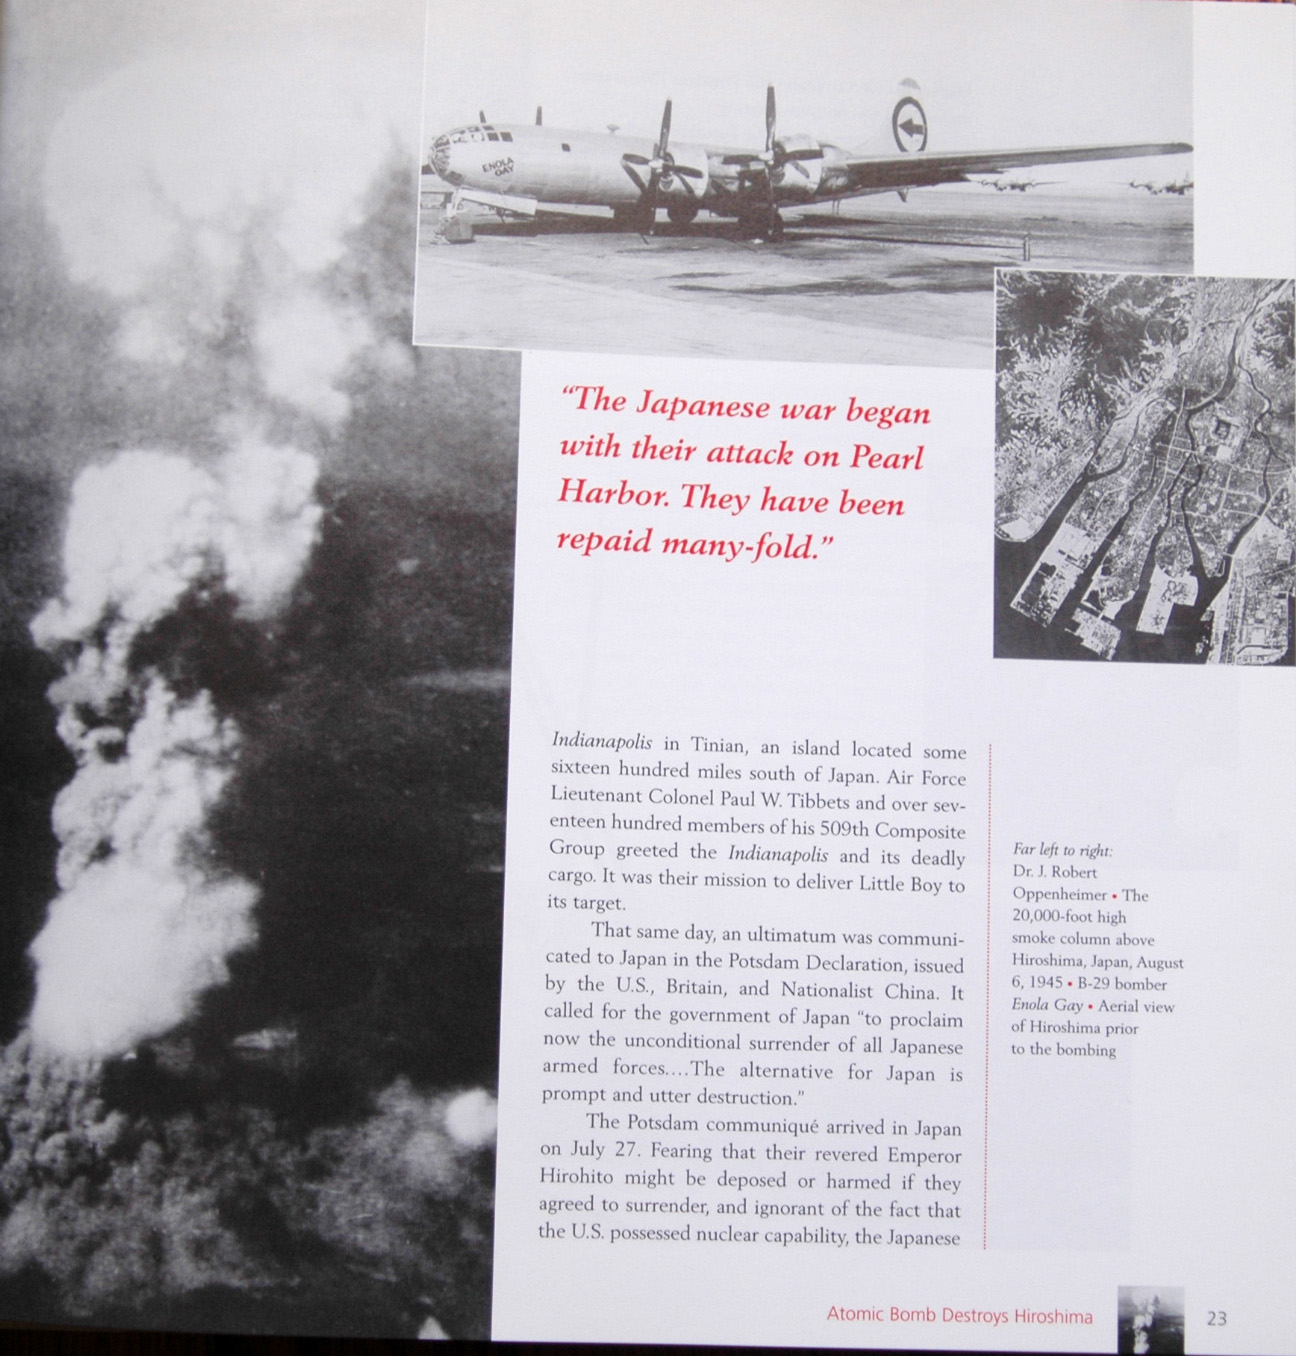 ENOLA
GAY
“The Japanese war began
with their attack on Pearl
Harbor. They have been
repaid many-fold.”
Indianapolis in Tinian, an island located some
sixteen hundred miles south of Japan. Air Force
Lieutenant Colonel Paul W. Tibbets and over sev-
enteen hundred members of his 509th Composite
Group greeted the Indianapolis and its deadly
cargo. It was their mission to deliver Little Boy to
its target.
That same day, an ultimatum was communi-
cated to Japan in the Potsdam Declaration, issued
by the U.S., Britain, and Nationalist China. It
called for the government of Japan “to proclaim
now the unconditional surrender of all Japanese
armed forces....The alternative for Japan is
prompt and utter destruction.”
The Potsdam communiqué arrived in Japan
on July 27. Fearing that their revered Emperor
Hirohito might be deposed or harmed if they
agreed to surrender, and ignorant of the fact that
the U.S. possessed nuclear capability, the Japanese
Far left to right:
Dr. J. Robert
Oppenheimer • The
20,000-foot high
smoke column above
Hiroshima, Japan, August
6, 1945 • B-29 bomber
Enola Gay • Aerial view
of Hiroshima prior
to the bombing
Atomic Bomb Destroys Hiroshima
23